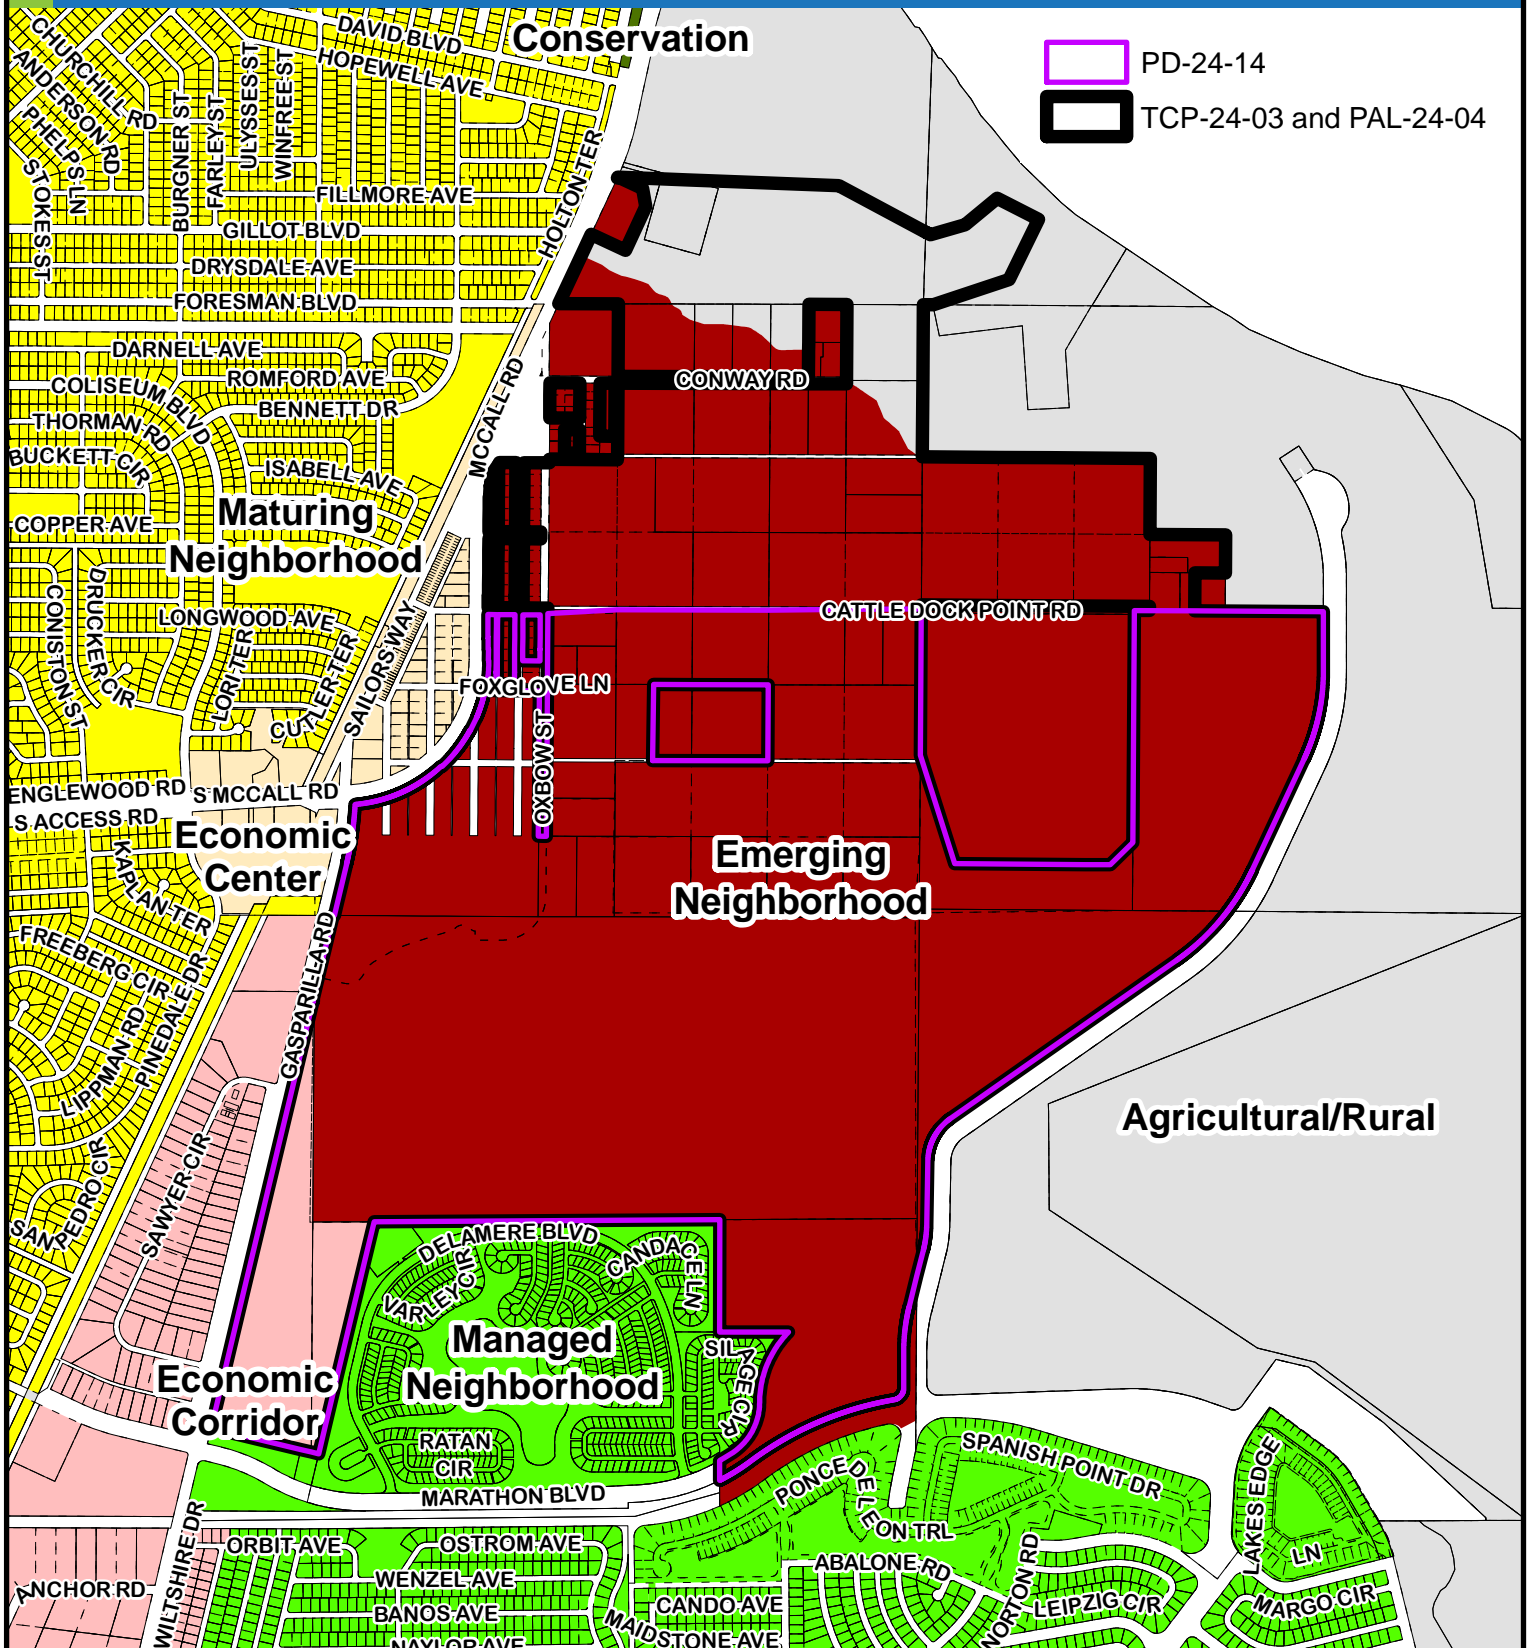 DAVID BLVD
Conservation
CHURCHILL RD
HOPEWELL AVE
PD-24-14
ANDERSON RD
ULYSSES ST
WINFREE ST
TCP-24-03 and PAL-24-04
PHELPS LN
BURGNER ST
FARLEY ST
STOKES ST
FILLMORE AVE
HOLTON TER
GILLOT BLVD
DRYSDALE AVE
FORESMAN BLVD
DARNELL AVE
ROMFORD AVE
CONWAY RD
COLISEUM BLVD
BENNETT DR
MCCALL RD
THORMAN RD
BUCKETT CIR
ISABELL AVE
Maturing
Neighborhood
COPPER AVE
CONISTON ST
DRUCKER CIR
LONGWOOD AVE
CATTLE DOCK POINT RD
LORI TER
CUTLER TER
SAILORS WAY
FOXGLOVE LN
OXBOW ST
ENGLEWOOD RD
S MCCALL RD
S ACCESS RD
Economic
Center
KAPLAN TER
Emerging
Neighborhood
FREEBERG CIR
GASPARILLA RD
PINEDALE DR
LIPPMAN RD
Agricultural/Rural
SAN PEDRO CIR
SAWYER CIR
DELAMERE BLVD
CANDACE LN
VARLEY CIR
Managed
Neighborhood
SILAGE CIR
Economic
Corridor
RATAN
CIR
SPANISH POINT DR
LAKES EDGE
LN
PONCE DE LEON TRL
MARATHON BLVD
WILTSHIRE DR
ORBIT AVE
OSTROM AVE
ABALONE RD
NORTON RD
WENZEL AVE
ANCHOR RD
BANOS AVE
CANDO AVE
LEIPZIG CIR
MARGO CIR
MAIDSTONE AVE
NAYLOR AVE